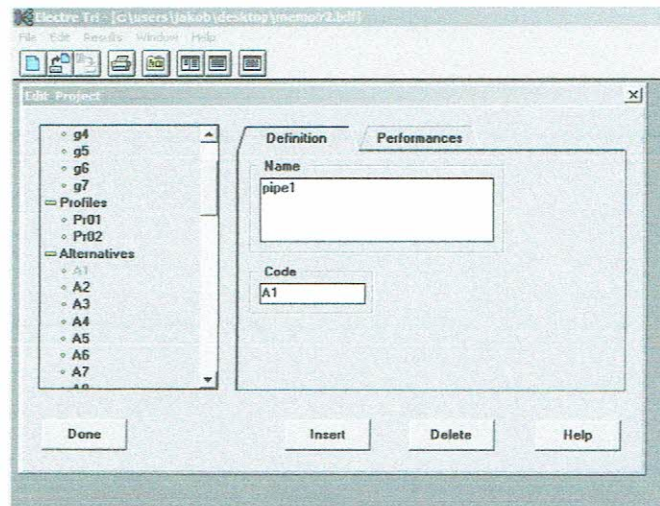 Electre Tri - [c:\users\jakob\desktop\memo\r2.bdf]
File Edit Results Window Help
Edit Project
g4
g5
g6
g7
Profiles
Pr01
Pr02
Alternatives
A1
A2
A3
A4
A5
A6
A7
A8
Definition Performances
Name
pipe1
Code
A1
Done Insert Delete Help